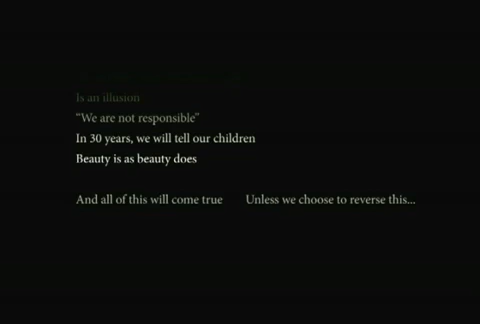 Is an illusion
“We are not responsible”
In 30 years, we will tell our children
Beauty is as beauty does
And all of this will come true Unless we choose to reverse this...